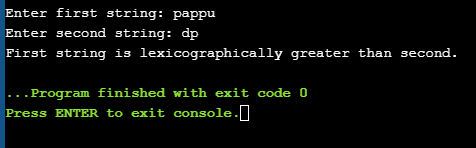 Enter first string: pappu
Enter second string: dp
First string is lexicographically greater than second.
...Program finished with exit code 0
Press ENTER to exit console.